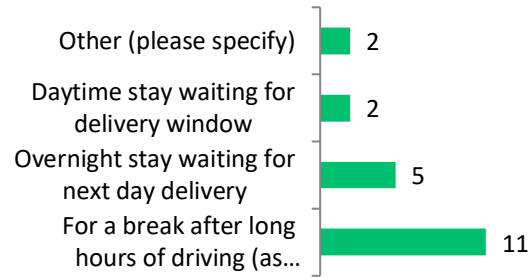 Other (please specify)
2
Daytime stay waiting for
delivery window
2
Overnight stay waiting for
next day delivery
5
For a break after long
hours of driving (as…
11